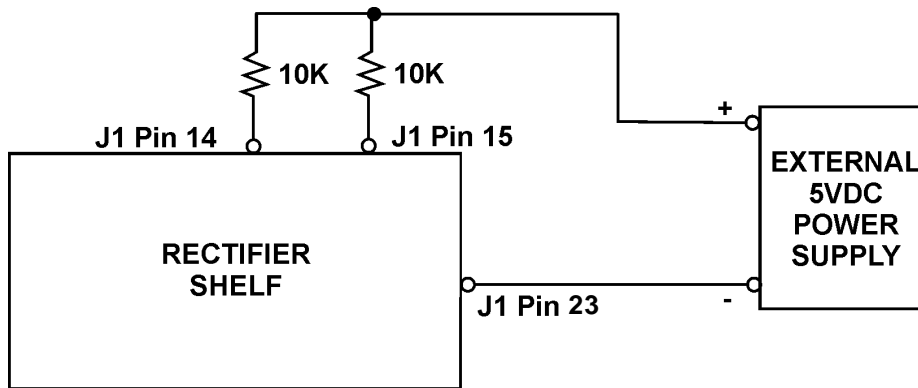 10K
10K
J1 Pin 14
J1 Pin 15
+
EXTERNAL
5VDC
POWER
SUPPLY
RECTIFIER
SHELF
-
J1 Pin 23